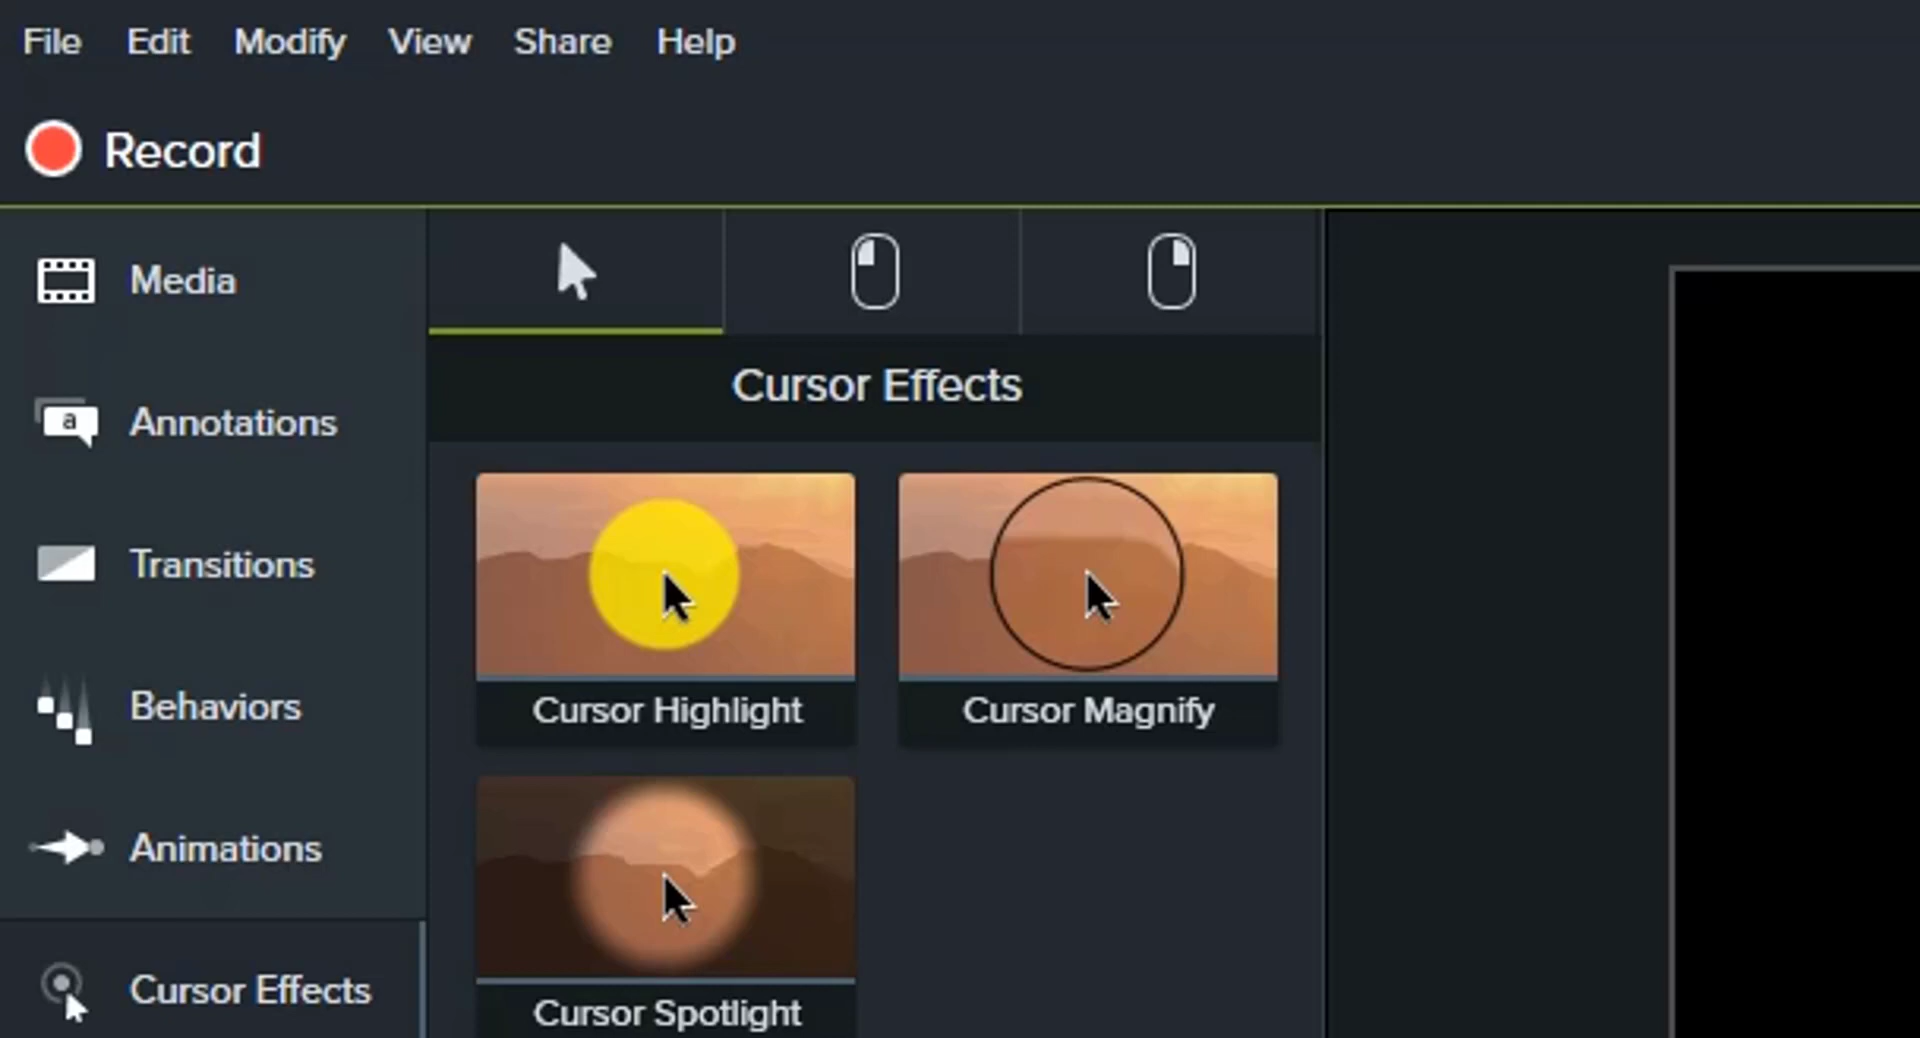 File Edit Modify View Share Help
Record
Media
Annotations
a
Transitions
Behaviors
Animations
Cursor Effects
Cursor Effects
Cursor Highlight
Cursor Magnify
Cursor Spotlight